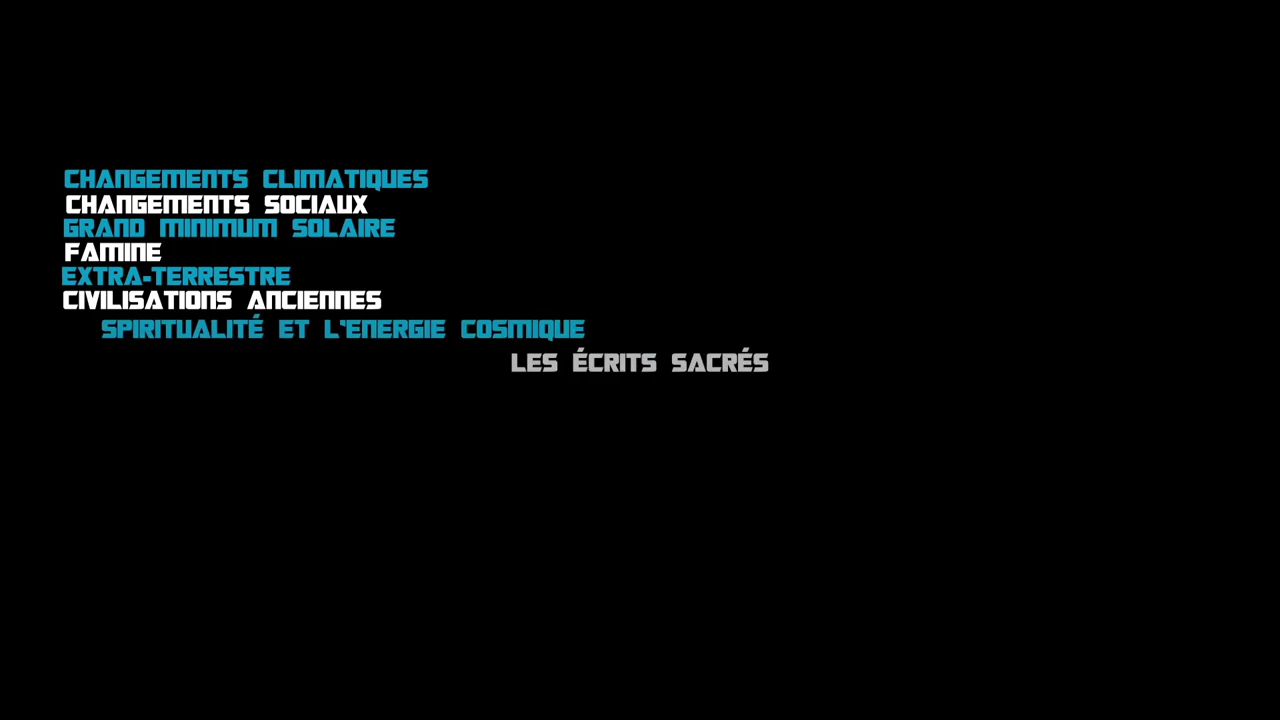 CHANGEMENTS CLIMATIQUES
CHANGEMENTS SOCIAUX
GRAND MINIMUM SOLAIRE
FAMINE
EXTRA-TERRESTRE
CIVILISATIONS ANCIENNES
SPIRITUALITÉ ET L'ENERGIE COSMIQUE
LES ÉCRITS SACRÉS